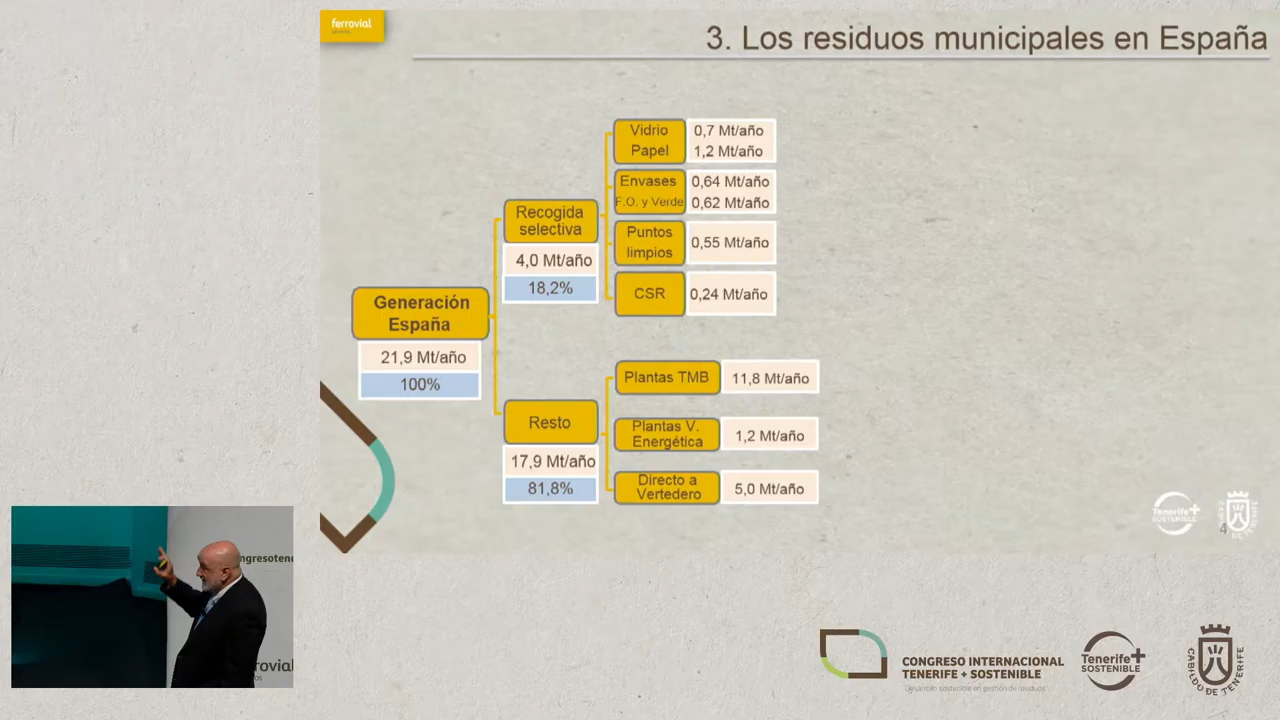 ferrovial
3. Los residuos municipales en España
Vidrio
Papel
0,7 Mt/año
1,2 Mt/año
Envases
F.O. y Verde
0,64 Mt/año
0,62 Mt/año
Puntos
limpios
0,55 Mt/año
CSR
0,24 Mt/año
Recogida
selectiva
4,0 Mt/año
18,2%
Generación
España
21,9 Mt/año
100%
Plantas TMB
11,8 Mt/año
Resto
17,9 Mt/año
81,8%
Plantas V.
Energética
1,2 Mt/año
Directo a
Vertedero
5,0 Mt/año
Tenerife+
SOSTENIBLE
CABILDO DE TENERIFE
4
ngresotene
rovial
CONGRESO INTERNACIONAL
TENERIFE + SOSTENIBLE
Desarrollo sostenible en gestión de residuos
Tenerife+
SOSTENIBLE
CABILDO DE TENERIFE